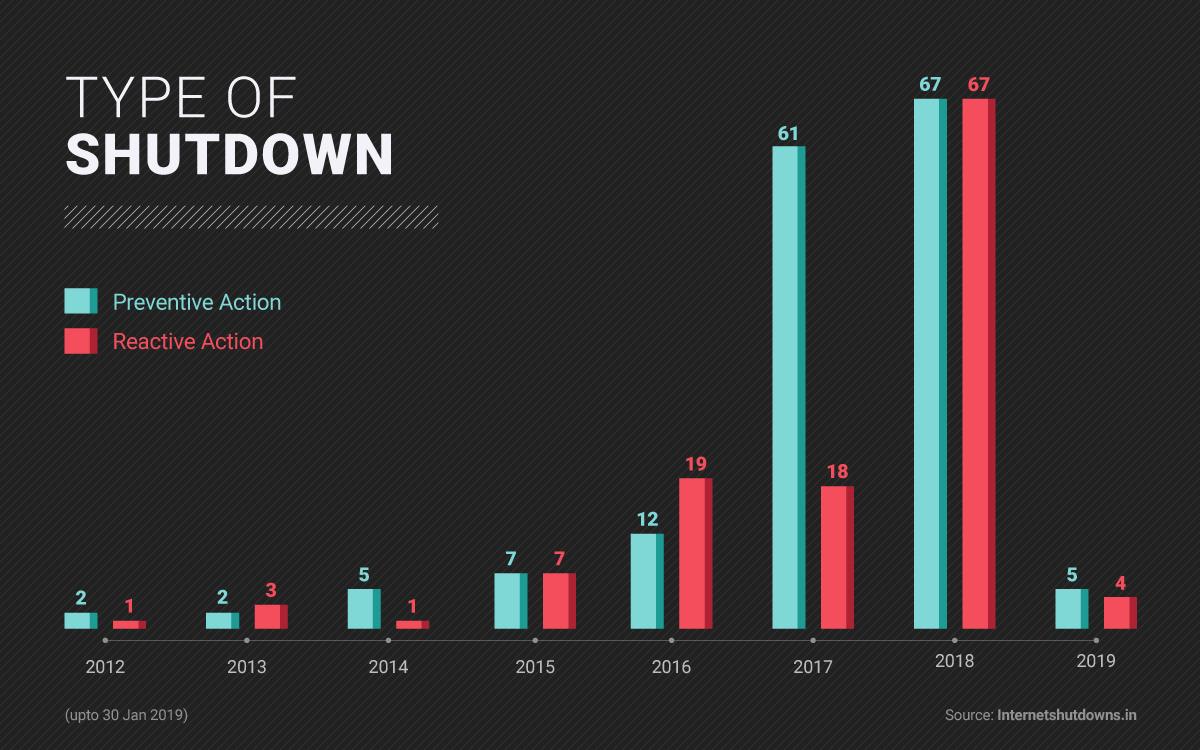 TYPE OF
SHUTDOWN
Preventive Action
Reactive Action
2 1 2 3 5 1 7 7 12 19 61 18 67 67 5 4
2012 2013 2014 2015 2016 2017 2018 2019
(upto 30 Jan 2019)
Source: Internetshutdowns.in